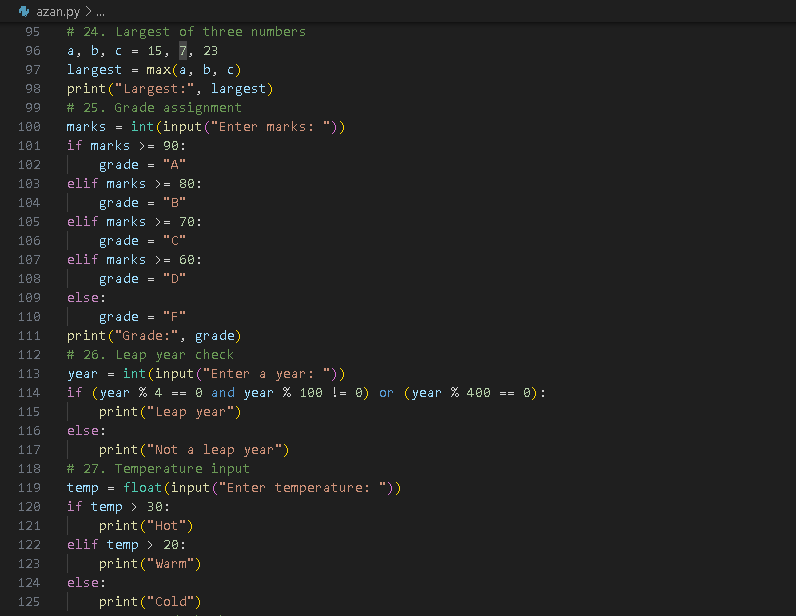 azan.py > ...
95 # 24. Largest of three numbers
96 a, b, c = 15, 7, 23
97 largest = max(a, b, c)
98 print("Largest:", largest)
99 # 25. Grade assignment
100 marks = int(input("Enter marks: "))
101 if marks >= 90:
102     grade = "A"
103 elif marks >= 80:
104     grade = "B"
105 elif marks >= 70:
106     grade = "C"
107 elif marks >= 60:
108     grade = "D"
109 else:
110     grade = "F"
111 print("Grade:", grade)
112 # 26. Leap year check
113 year = int(input("Enter a year: "))
114 if (year % 4 == 0 and year % 100 != 0) or (year % 400 == 0):
115     print("Leap year")
116 else:
117     print("Not a leap year")
118 # 27. Temperature input
119 temp = float(input("Enter temperature: "))
120 if temp > 30:
121     print("Hot")
122 elif temp > 20:
123     print("Warm")
124 else:
125     print("Cold")